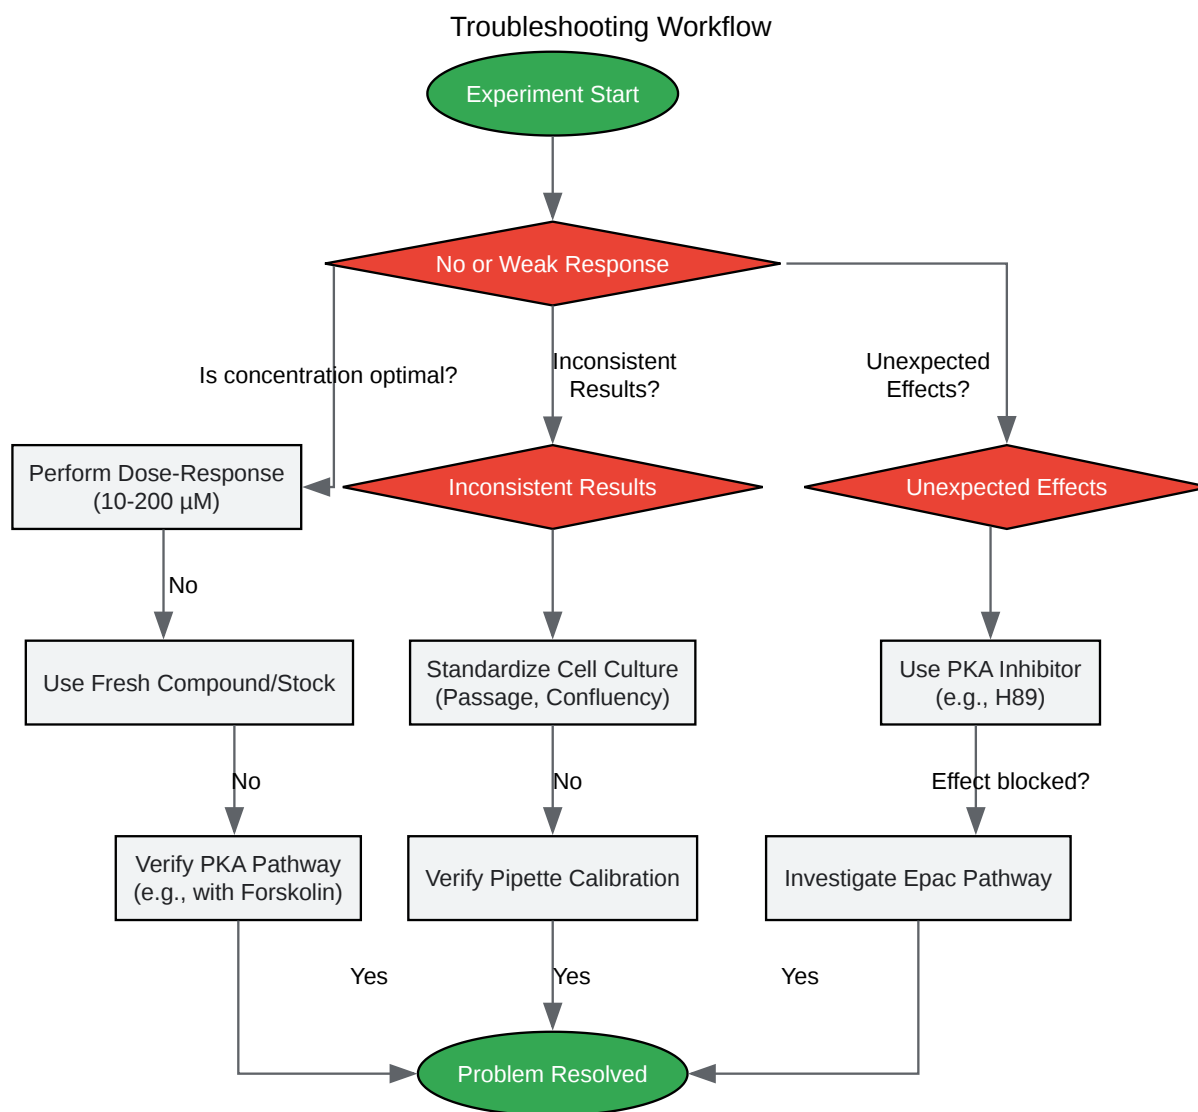 Troubleshooting Workflow
Experiment Start
No or Weak Response
Is concentration optimal?
Inconsistent
Results?
Unexpected
Effects?
Perform Dose-Response
(10-200 µM)
Inconsistent Results
Unexpected Effects
No
Use Fresh Compound/Stock
Standardize Cell Culture
(Passage, Confluency)
Use PKA Inhibitor
(e.g., H89)
No
No
Effect blocked?
Verify PKA Pathway
(e.g., with Forskolin)
Verify Pipette Calibration
Investigate Epac Pathway
Yes
Yes
Yes
Problem Resolved